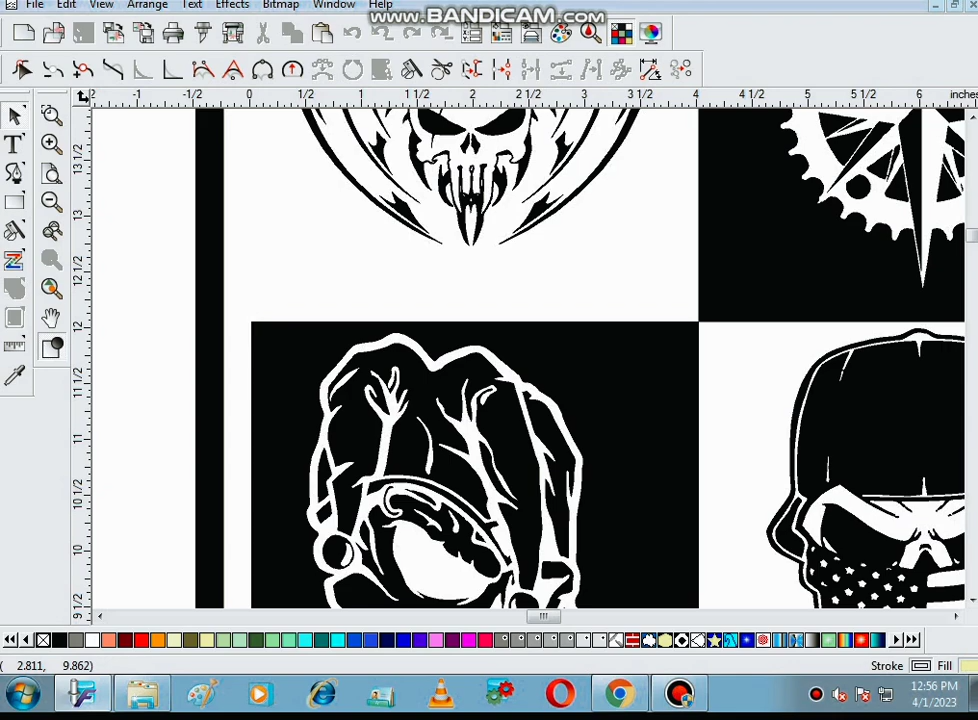 File Edit View Arrange Text Effects Bitmap Window Help
www.BANDICAM.com
2 -1 -1/2 0 1/2 1 1 1/2 2 2 1/2 3 3 1/2 4 4 1/2 5 5 1/2 6 inches
13 1/2
13
12 1/2
12
11 1/2
11
10 1/2
10
9 1/2
( 2.811, 9.862)
Stroke Fill
12:56 PM
4/1/2023